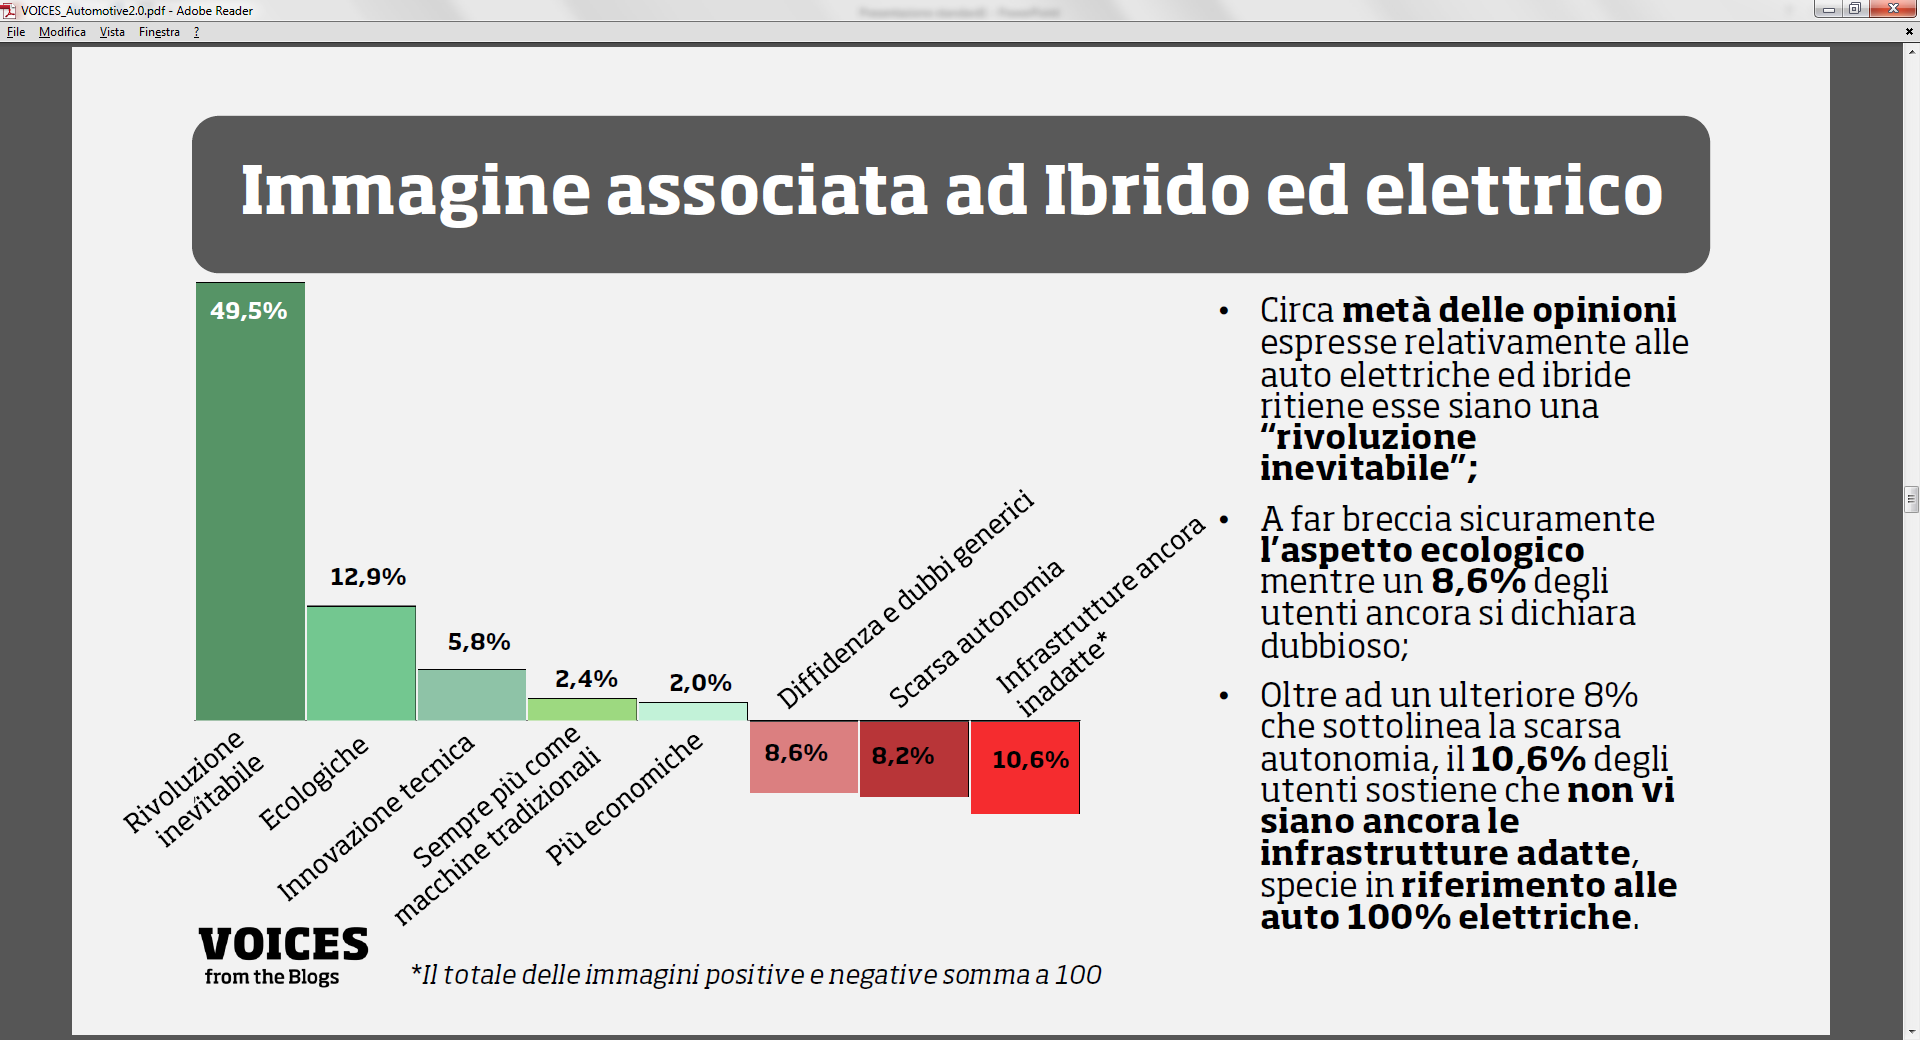 VOICES_Automotive2.0.pdf - Adobe Reader
File Modifica Vista Finestra ?
Immagine associata ad Ibrido ed elettrico
49,5%
12,9%
5,8%
2,4%
2,0%
8,6%
8,2%
10,6%
Rivoluzione
inevitabile
Ecologiche
Innovazione tecnica
Sempre più come
macchine tradizionali
Più economiche
Diffidenza e dubbi generici
Scarsa autonomia
Infrastrutture ancora
inadatte*
• Circa metà delle opinioni
espresse relativamente alle
auto elettriche ed ibride
ritiene esse siano una
“rivoluzione
inevitabile”;
• A far breccia sicuramente
l’aspetto ecologico
mentre un 8,6% degli
utenti ancora si dichiara
dubbioso;
• Oltre ad un ulteriore 8%
che sottolinea la scarsa
autonomia, il 10,6% degli
utenti sostiene che non vi
siano ancora le
infrastrutture adatte,
specie in riferimento alle
auto 100% elettriche.
VOICES
from the Blogs
*Il totale delle immagini positive e negative somma a 100